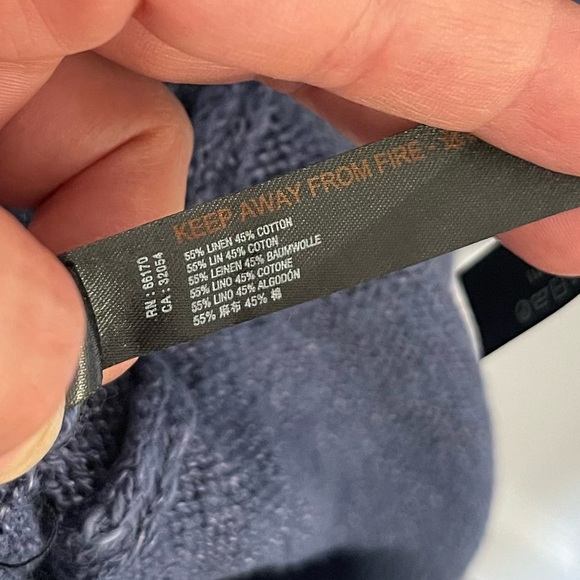 KEEP AWAY FROM FIRE -
55% LINEN 45% COTTON
55% LIN 45% COTON
55% LEINEN 45% BAUMWOLLE
55% LINO 45% COTONE
55% LINO 45% ALGODÓN
55% 麻布 45% 棉
RN : 66170
CA : 32054